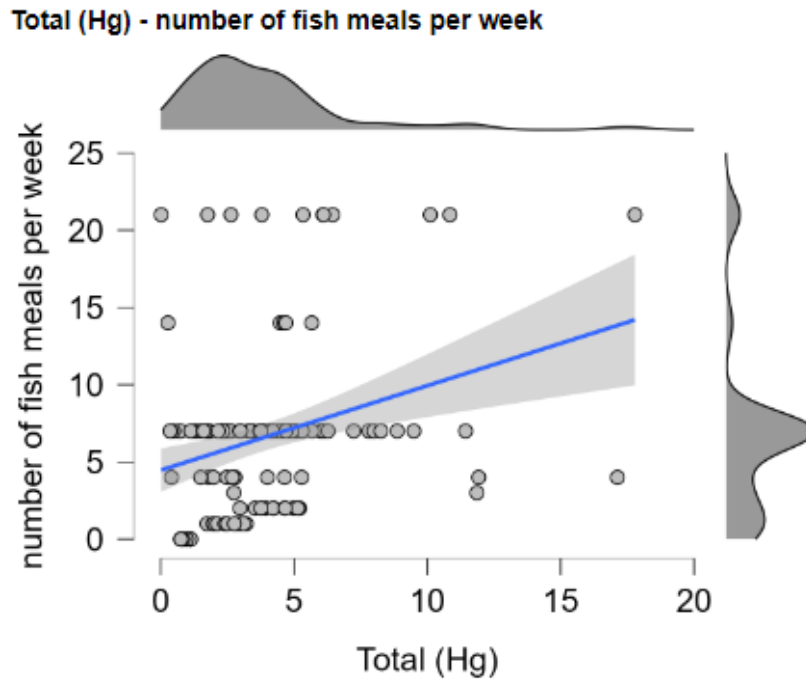 Total (Hg) - number of fish meals per week
number of fish meals per week
25
20
15
10
5
0
0 5 10 15 20
Total (Hg)